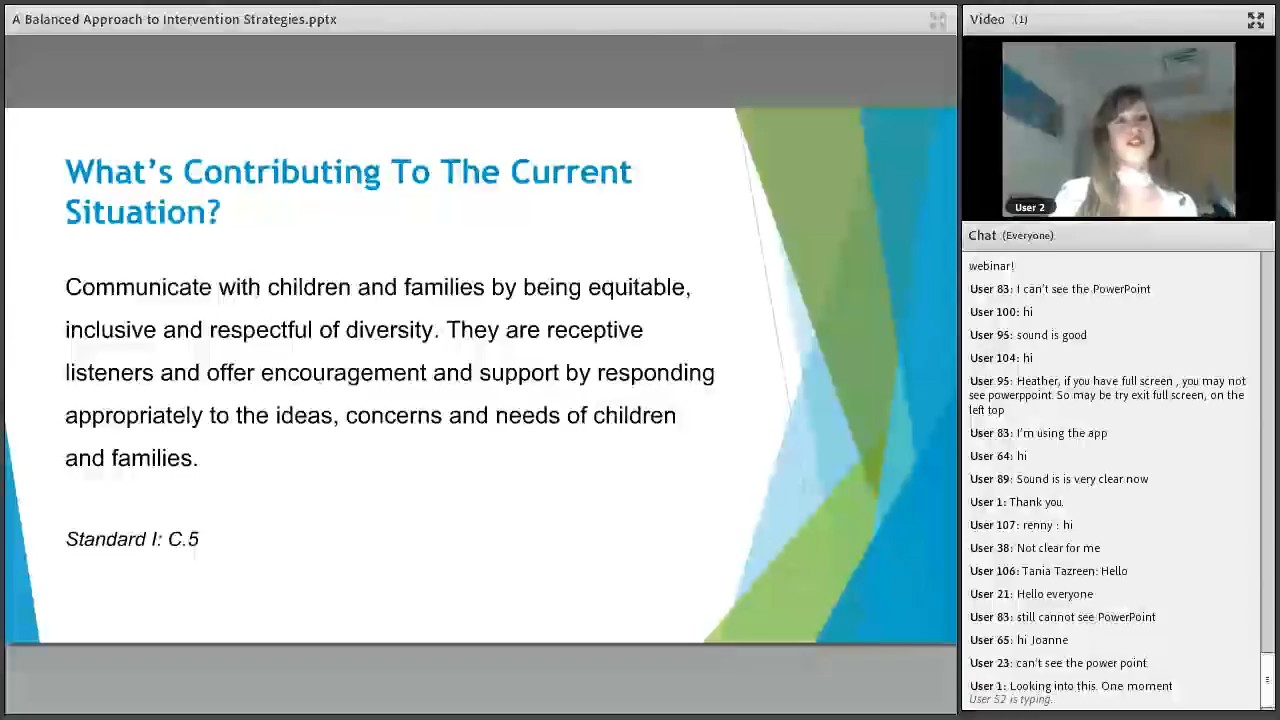 A Balanced Approach to Intervention Strategies.pptx
What's Contributing To The Current
Situation?
Communicate with children and families by being equitable,
inclusive and respectful of diversity. They are receptive
listeners and offer encouragement and support by responding
appropriately to the ideas, concerns and needs of children
and families.
Standard I: C.5
Video (1)
User 2
Chat (Everyone)
webinar!
User 83: I can't see the PowerPoint
User 100: hi
User 95: sound is good
User 104: hi
User 95: Heather, if you have full screen , you may not
see powerppoint. So may be try exit full screen, on the
left top
User 83: I'm using the app
User 64: hi
User 89: Sound is is very clear now
User 1: Thank you.
User 107: renny : hi
User 38: Not clear for me
User 106: Tania Tazreen: Hello
User 21: Hello everyone
User 83: still cannot see PowerPoint
User 65: hi Joanne
User 23: can't see the power point
User 1: Looking into this. One moment
User 52 is typing.